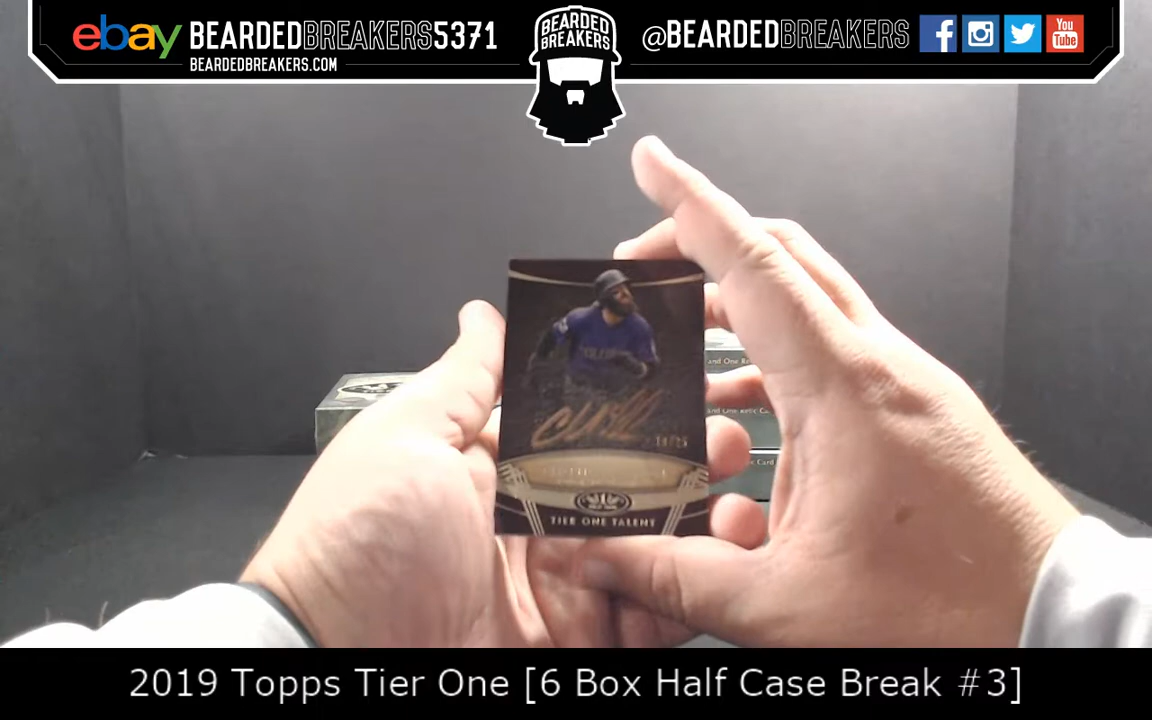 ebay BEARDEDBREAKERS5371
BEARDEDBREAKERS.COM
BEARDED BREAKERS
@BEARDEDBREAKERS
You Tube
TIER ONE TALENT
2019 Topps Tier One [6 Box Half Case Break #3]